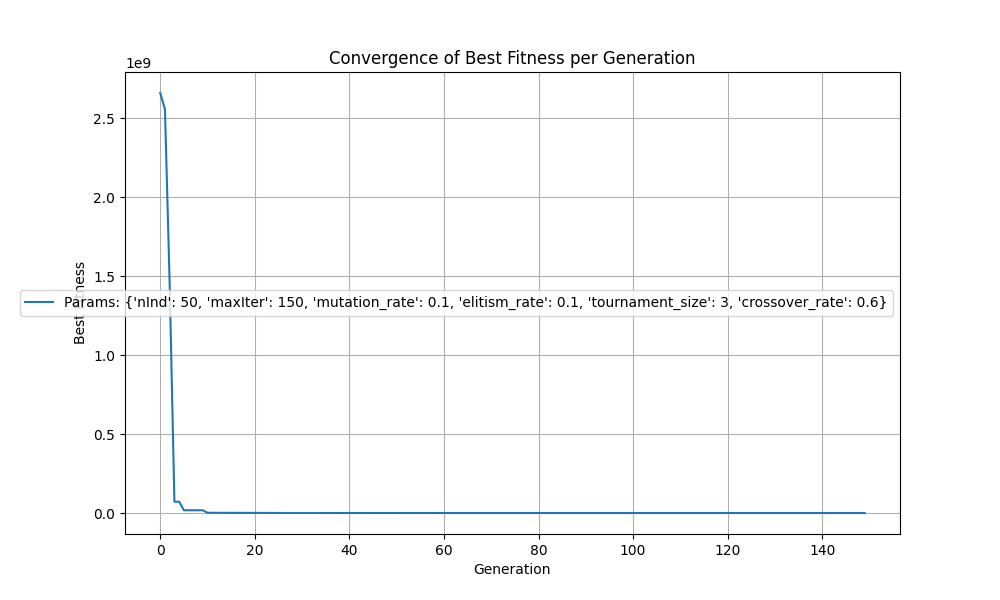 Convergence of Best Fitness per Generation
1e9
2.5
2.0
1.5
1.0
0.5
0.0
Best
ness
Params: {'nInd': 50, 'maxIter': 150, 'mutation_rate': 0.1, 'elitism_rate': 0.1, 'tournament_size': 3, 'crossover_rate': 0.6}
0 20 40 60 80 100 120 140
Generation